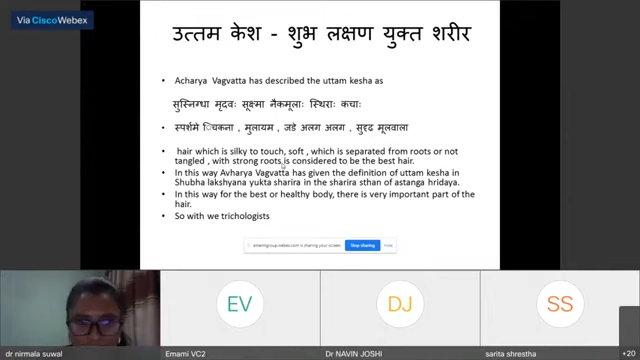 Via CiscoWebex
उत्तम केश - शुभ लक्षण युक्त शरीर
• Acharya Vagvatta has described the uttam kesha as
सुस्निग्धा मृदवः सूक्ष्मा नैकमूलाः स्थिराः कचाः
• स्पर्शमे िचकना , मुलायम , जडे अलग अलग , सुदृढ मूलवाला
• hair which is silky to touch, soft , which is separated from roots or not
tangled , with strong roots is considered to be the best hair.
• In this way Avharya Vagvatta has given the definition of uttam kesha in
Shubha lakshyana yukta sharira in the sharira sthan of astanga hridaya.
• In this way for the best or healthy body, there is very important part of the
hair.
• So with we trichologists
emamigroup.webex.com is sharing your screen. Stop sharing Hide
EV DJ SS
dr nirmala suwal Emami VC2 Dr NAVIN JOSHI sarita shrestha +20